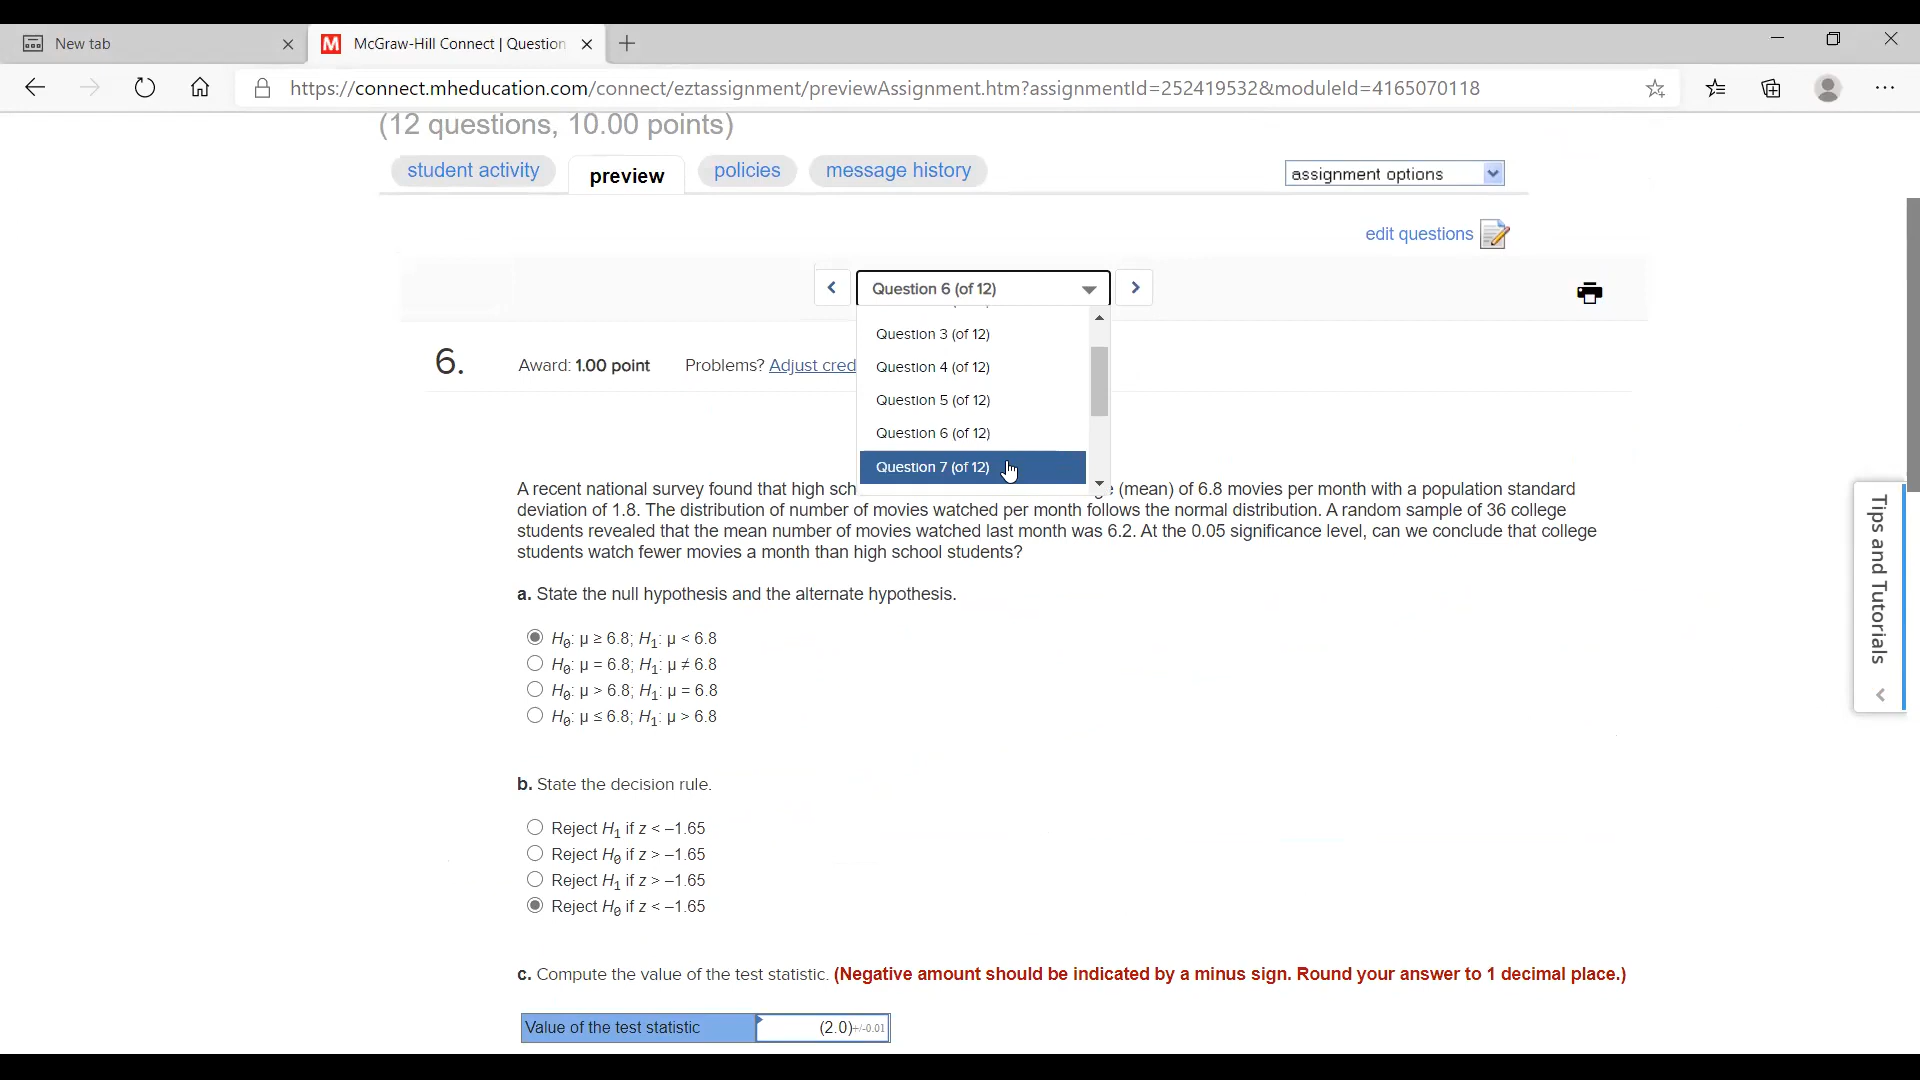 New tab
McGraw-Hill Connect | Question
https://connect.mheducation.com/connect/eztassignment/previewAssignment.htm?assignmentId=252419532&moduleId=4165070118
(12 questions, 10.00 points)
student activity
preview
policies
message history
assignment options
edit questions
Question 6 (of 12)
Question 3 (of 12)
Question 4 (of 12)
Question 5 (of 12)
Question 6 (of 12)
Question 7 (of 12)
6.
Award: 1.00 point
Problems? Adjust cred
A recent national survey found that high sch (mean) of 6.8 movies per month with a population standard
deviation of 1.8. The distribution of number of movies watched per month follows the normal distribution. A random sample of 36 college
students revealed that the mean number of movies watched last month was 6.2. At the 0.05 significance level, can we conclude that college
students watch fewer movies a month than high school students?
a. State the null hypothesis and the alternate hypothesis.
H0: μ ≥ 6.8; H1: μ < 6.8
H0: μ = 6.8; H1: μ ≠ 6.8
H0: μ > 6.8; H1: μ = 6.8
H0: μ ≤ 6.8; H1: μ > 6.8
b. State the decision rule.
Reject H1 if z < –1.65
Reject H0 if z > –1.65
Reject H1 if z > –1.65
Reject H0 if z < –1.65
c. Compute the value of the test statistic. (Negative amount should be indicated by a minus sign. Round your answer to 1 decimal place.)
Value of the test statistic
(2.0)+/-0.01
Tips and Tutorials